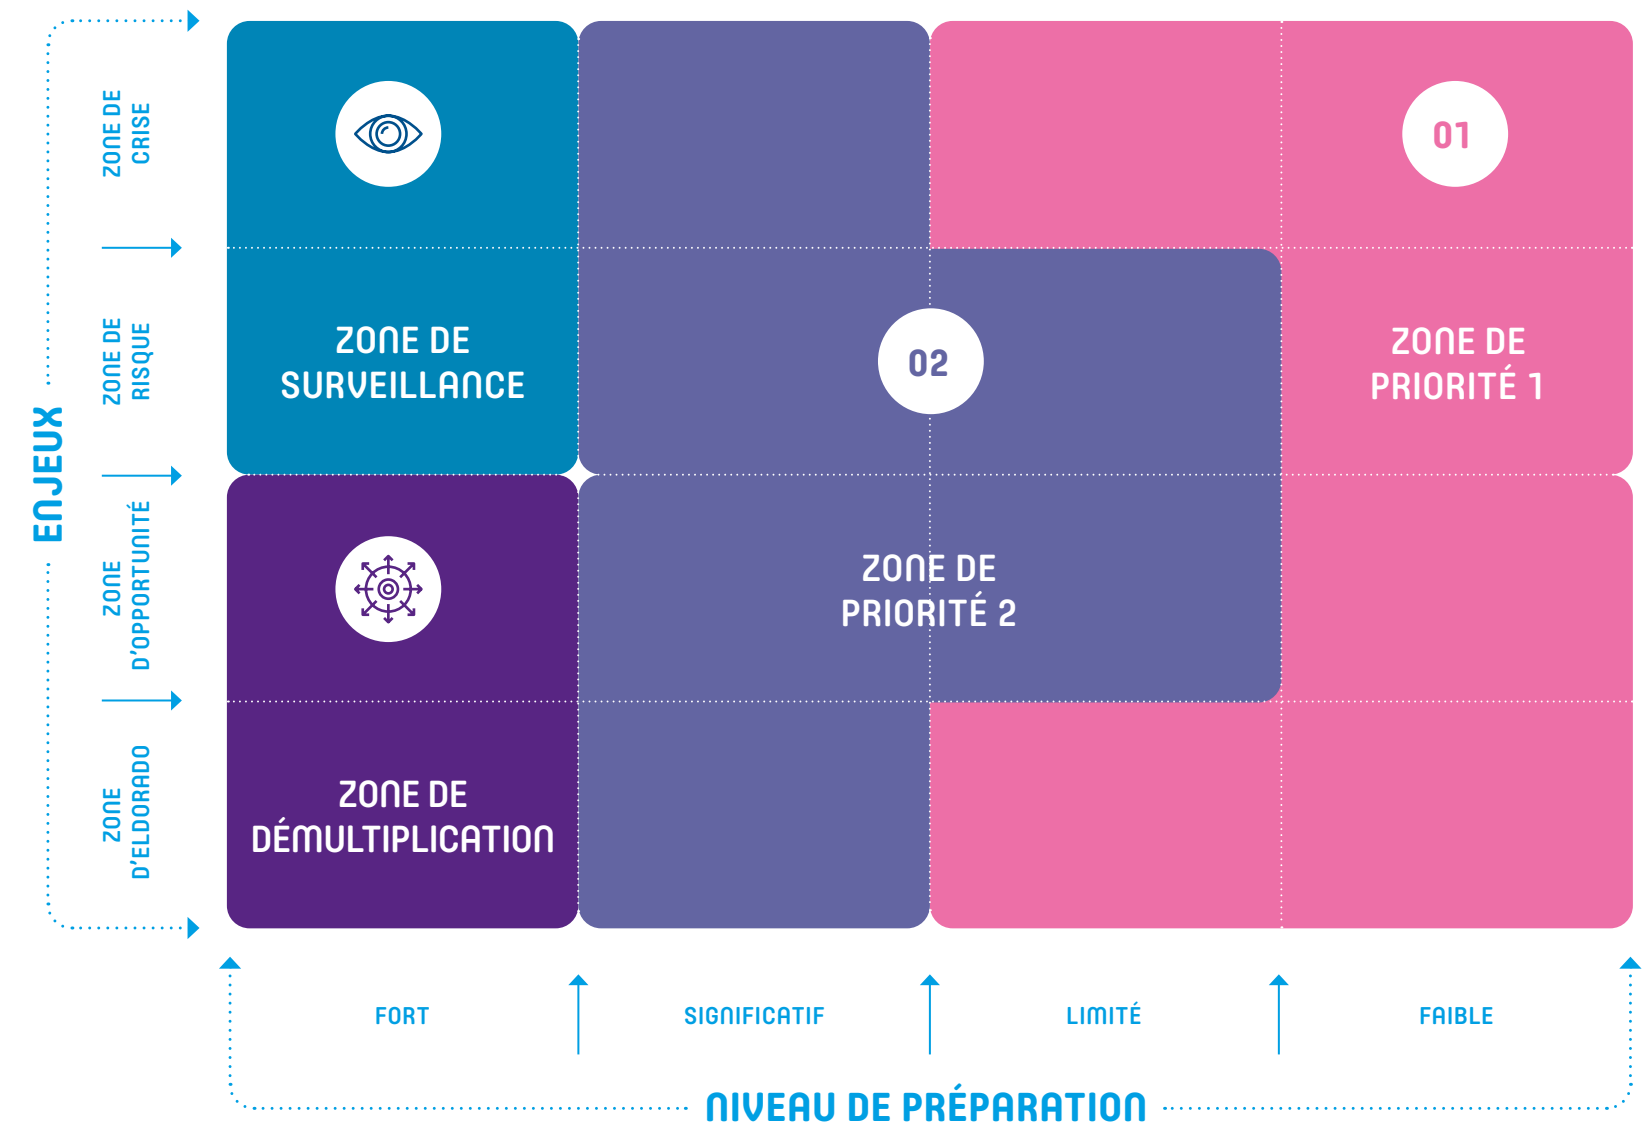 ENJEUX
ZONE DE
CRISE
ZONE DE
RISQUE
ZONE
D'OPPORTUNITÉ
ZONE
D'ELDORADO
01
ZONE DE
SURVEILLANCE
02
ZONE DE
PRIORITÉ 1
ZONE DE
PRIORITÉ 2
ZONE DE
DÉMULTIPLICATION
FORT
SIGNIFICATIF
LIMITÉ
FAIBLE
NIVEAU DE PRÉPARATION